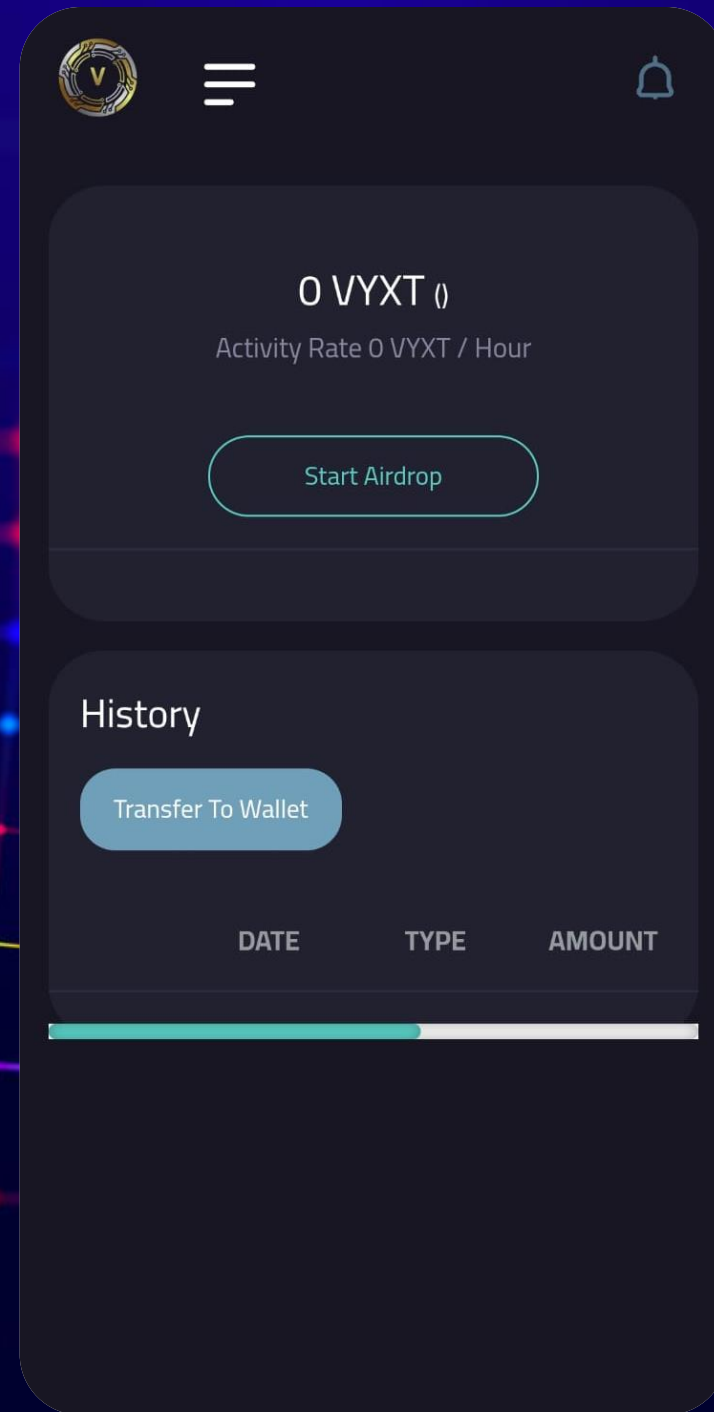 V
0 VYXT ()
Activity Rate 0 VYXT / Hour
Start Airdrop
History
Transfer To Wallet
DATE TYPE AMOUNT